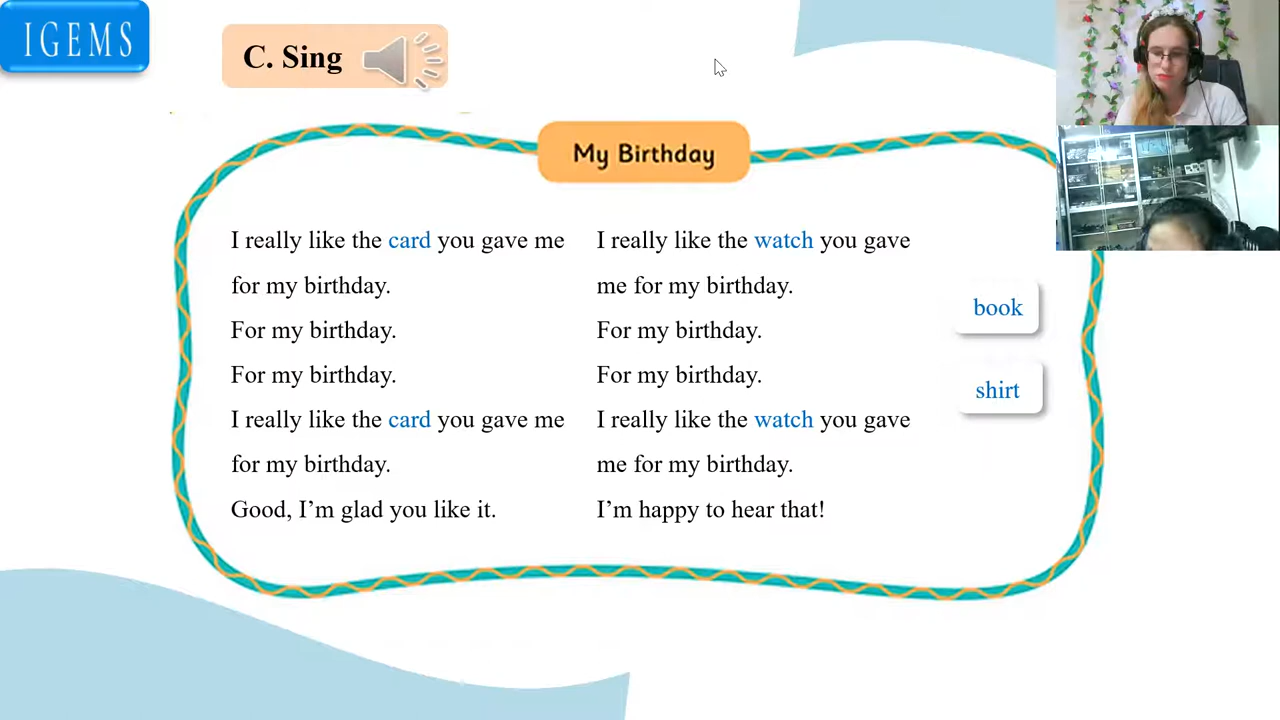 IGEMS
C. Sing
My Birthday
I really like the card you gave me
for my birthday.
For my birthday.
For my birthday.
I really like the card you gave me
for my birthday.
Good, I’m glad you like it.
I really like the watch you gave
me for my birthday.
For my birthday.
For my birthday.
I really like the watch you gave
me for my birthday.
I’m happy to hear that!
book
shirt